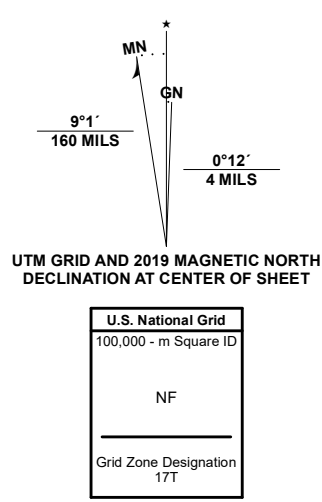 ★
MN
GN
9°1´
160 MILS
0°12´
4 MILS
UTM GRID AND 2019 MAGNETIC NORTH
DECLINATION AT CENTER OF SHEET
U.S. National Grid
100,000 - m Square ID
NF
Grid Zone Designation
17T